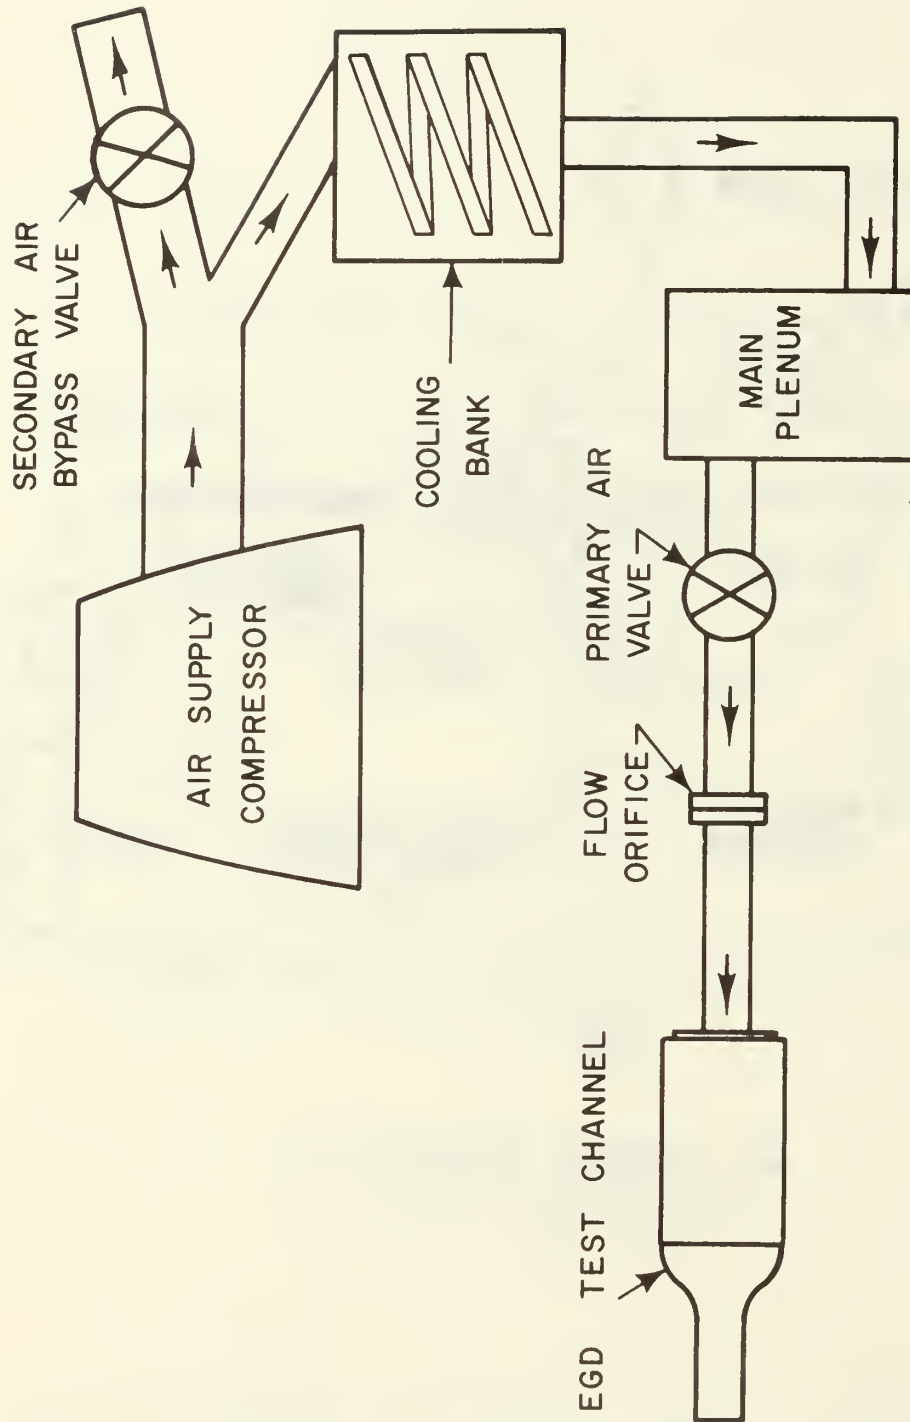 SECONDARY AIR
BYPASS VALVE
AIR SUPPLY
COMPRESSOR
COOLING
BANK
MAIN
PLENUM
PRIMARY AIR
VALVE
FLOW
ORIFICE
EGD TEST CHANNEL